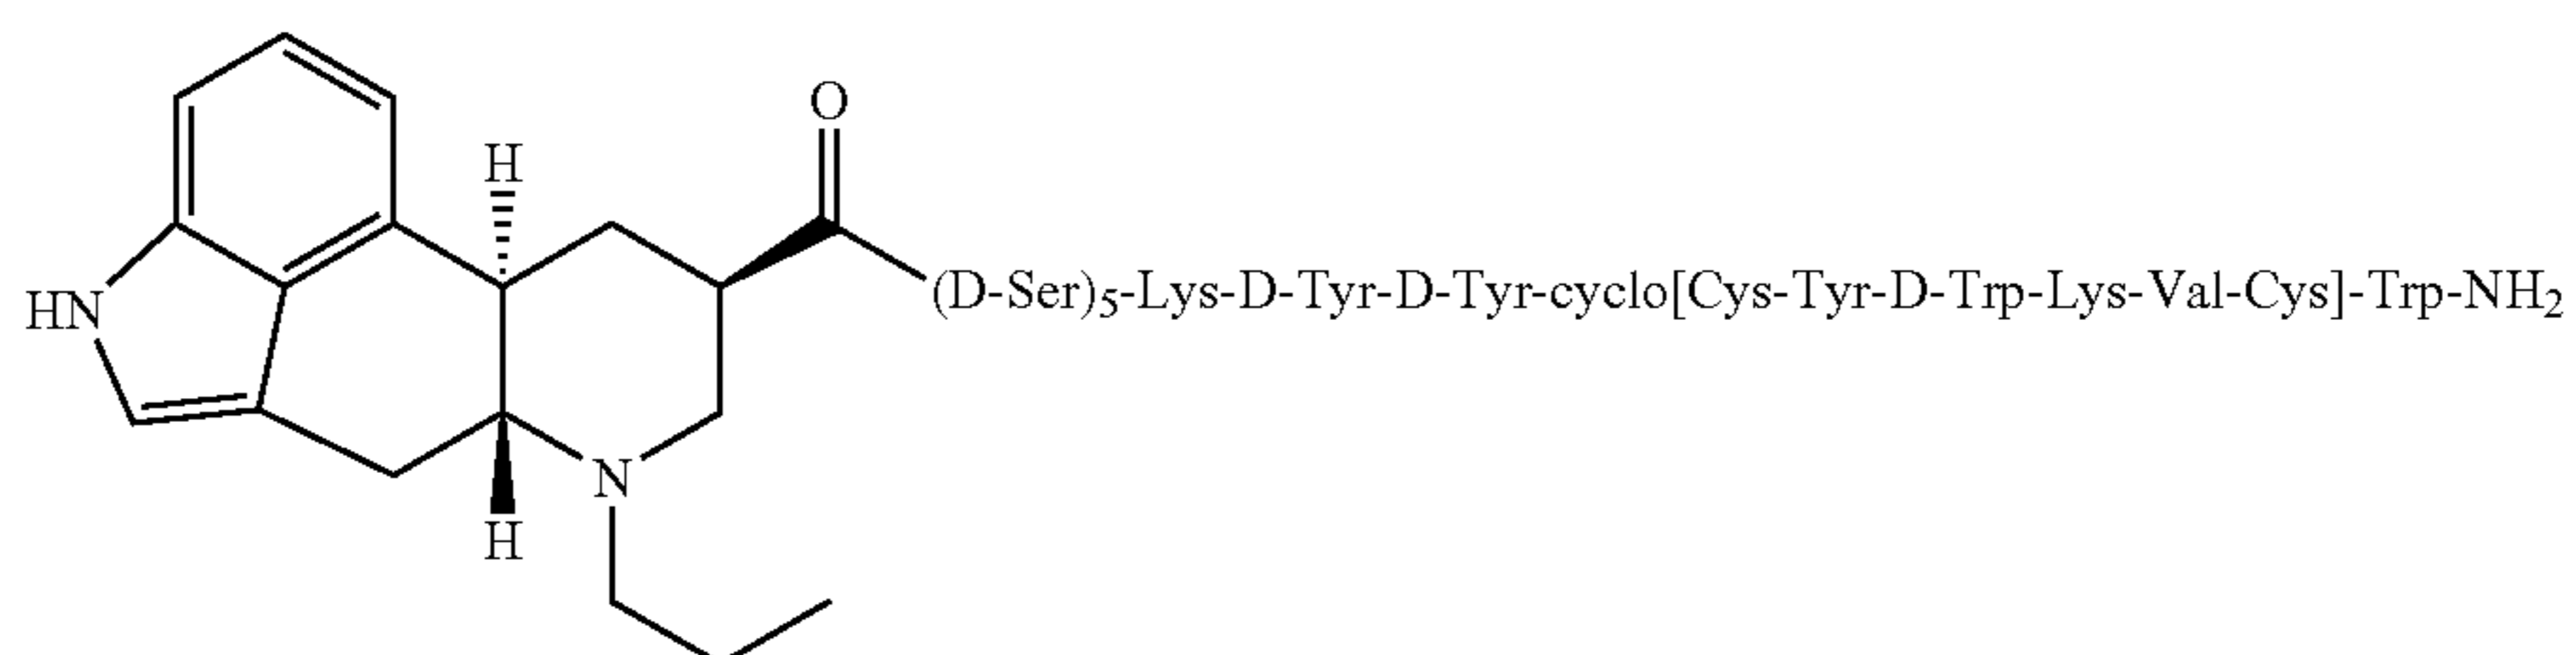 O
H
(D-Ser)5-Lys-D-Tyr-D-Tyr-cyclo[Cys-Tyr-D-Trp-Lys-Val-Cys]-Trp-NH2
HN
N
H